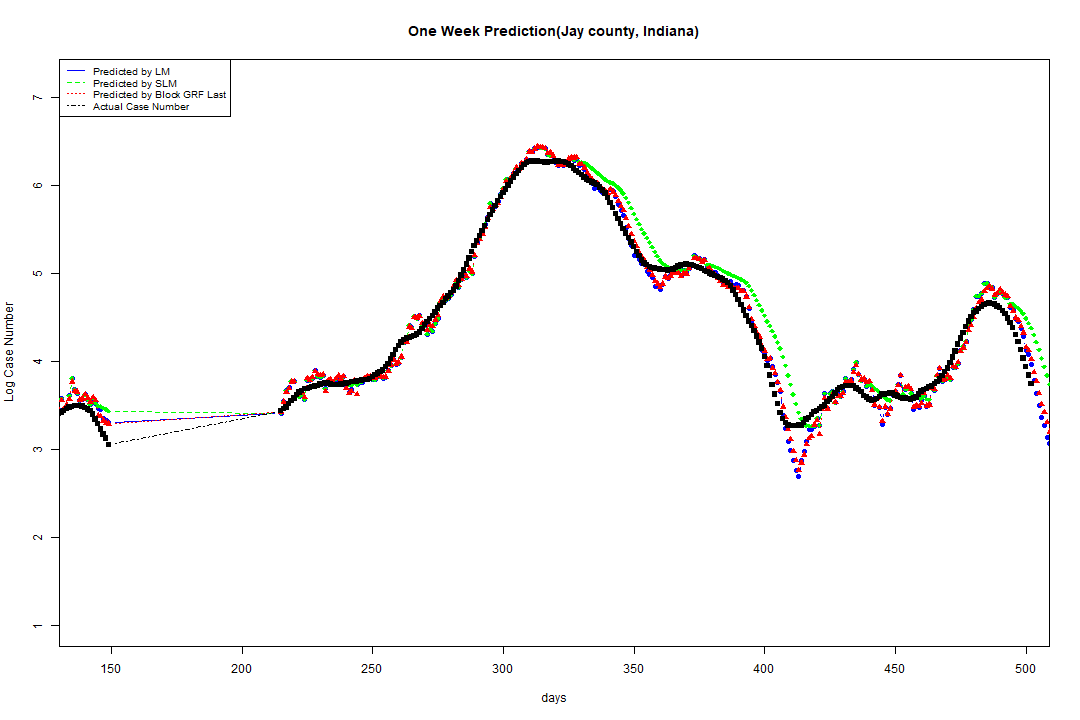 One Week Prediction(Jay county, Indiana)
Predicted by LM
Predicted by SLM
Predicted by Block GRF Last
Actual Case Number
7
6
5
4
3
2
1
Log Case Number
150 200 250 300 350 400 450 500
days